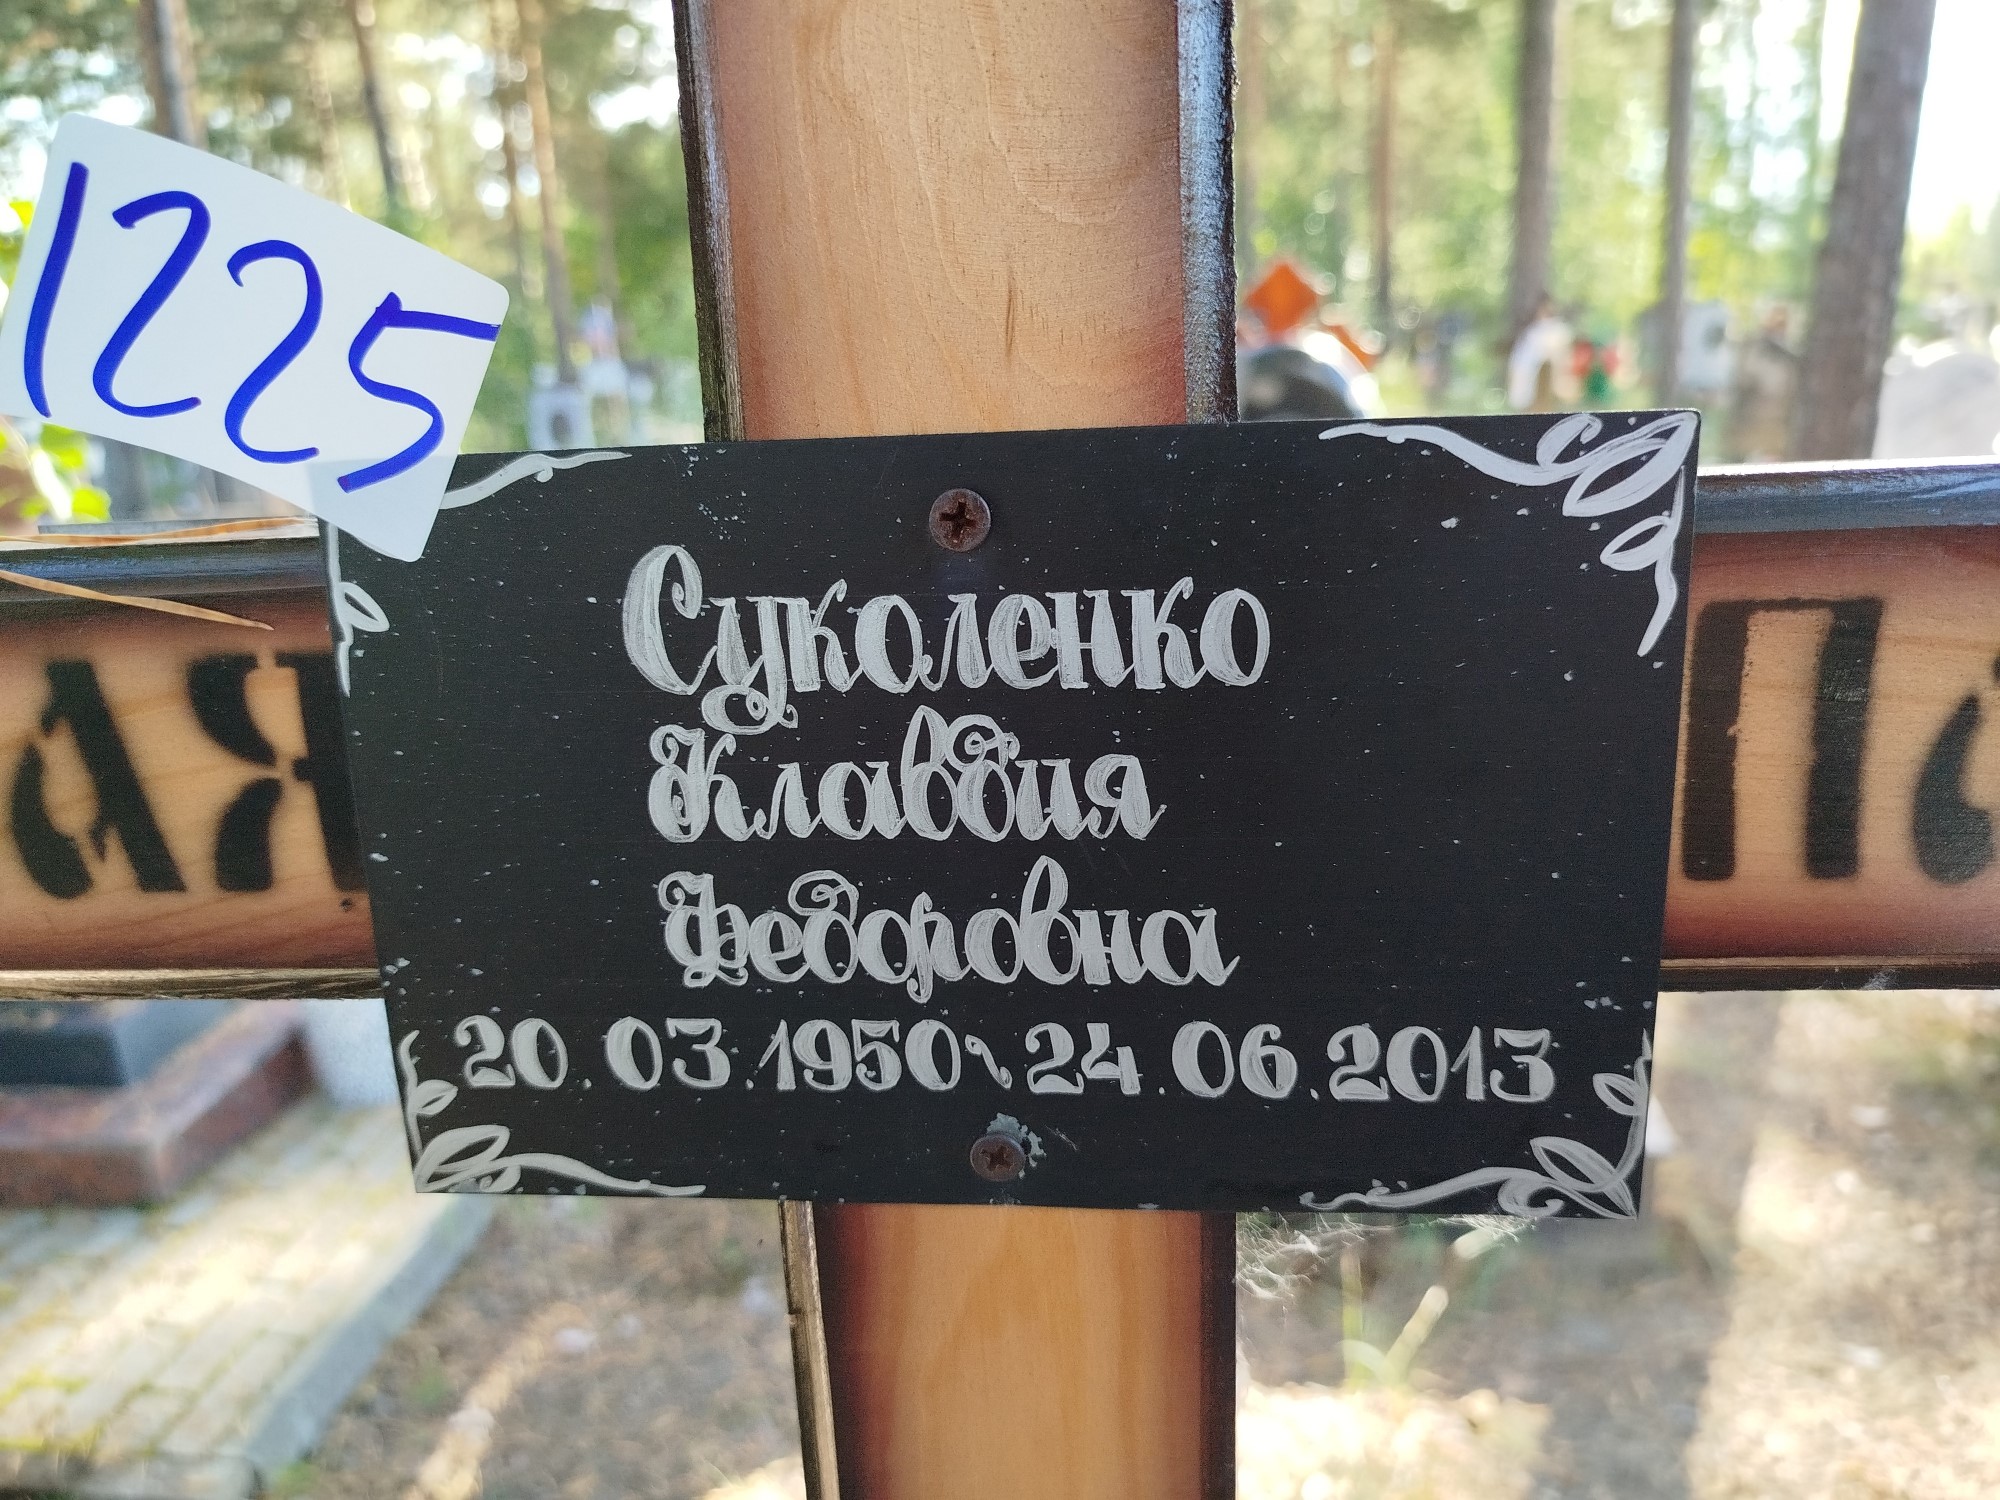 1225
Суколенко
Клавдия
Федоровна
20.03.1950~24.06.2013